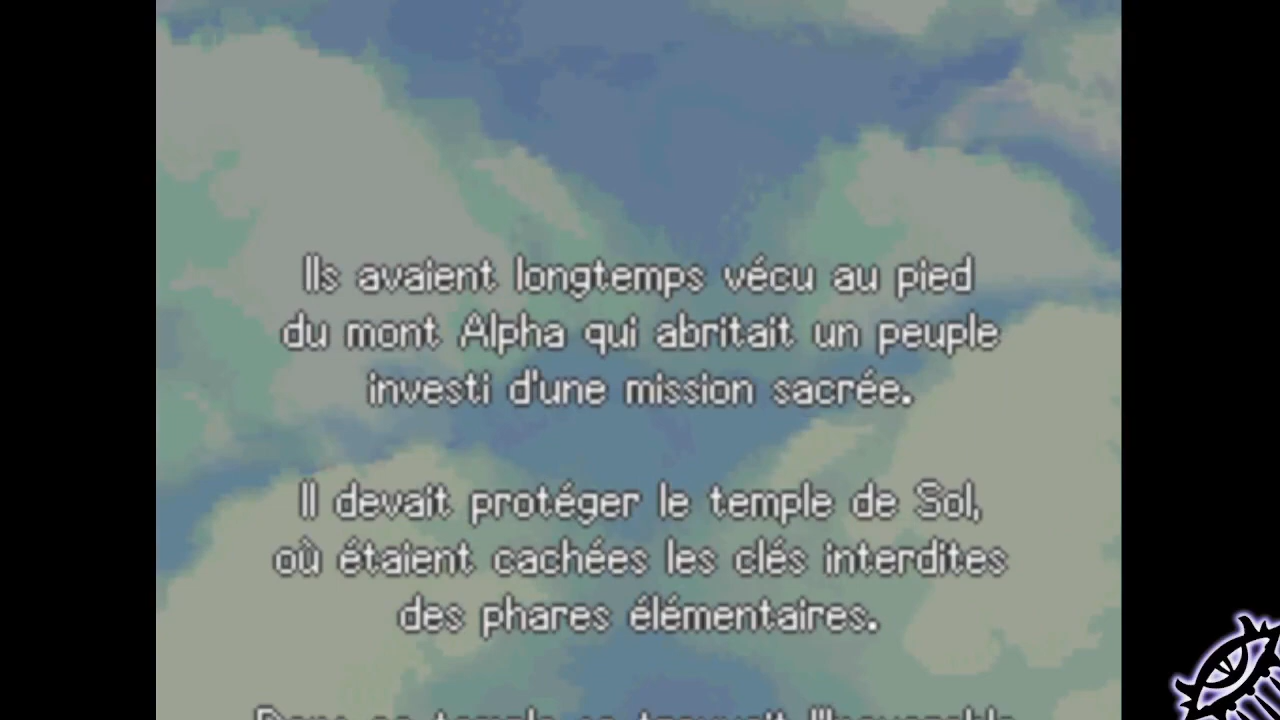 Ils avaient longtemps vécu au pied
du mont Alpha qui abritait un peuple
investi d'une mission sacrée.
Il devait protéger le temple de Sol,
où étaient cachées les clés interdites
des phares élémentaires.